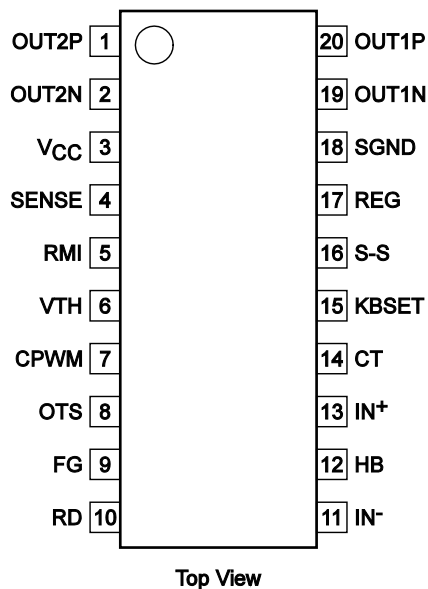 OUT2P 1 20 OUT1P
OUT2N 2 19 OUT1N
VCC 3 18 SGND
SENSE 4 17 REG
RMI 5 16 S-S
VTH 6 15 KBSET
CPWM 7 14 CT
OTS 8 13 IN+
FG 9 12 HB
RD 10 11 IN-
Top View